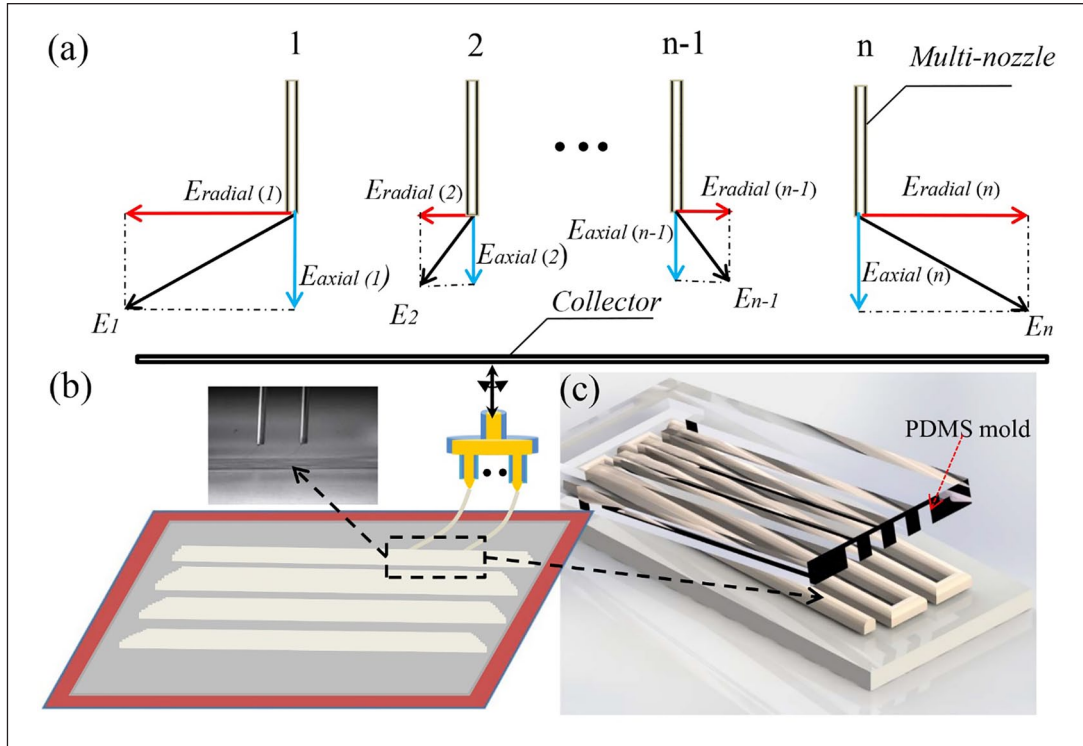 (a)
1 2 n-1 n
Multi-nozzle
Eradial (1) Eradial (2) Eradial (n-1) Eradial (n)
Eaxial (1) Eaxial (2) Eaxial (n-1) Eaxial (n)
E1 E2 En-1 En
Collector
(b) (c)
PDMS mold